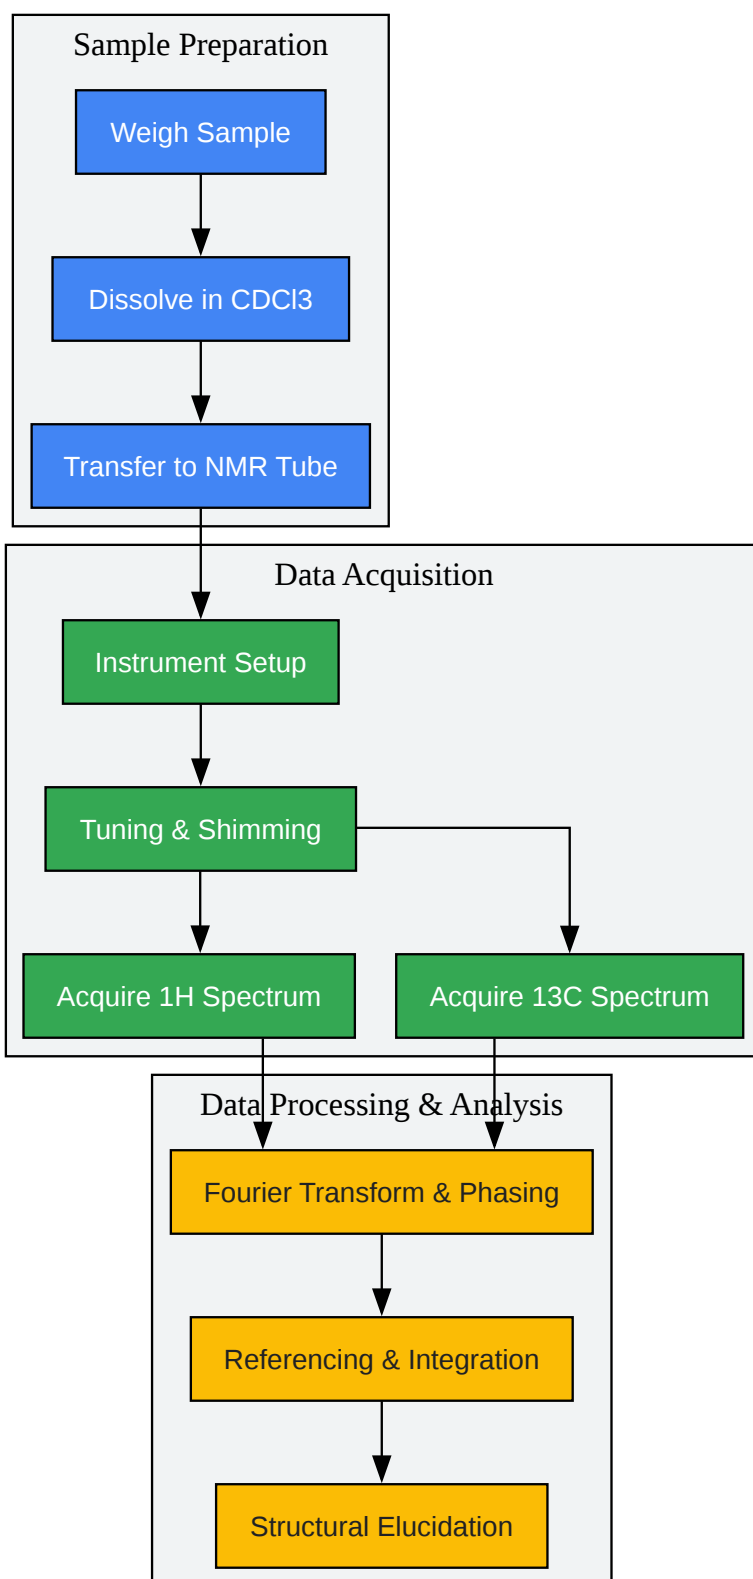 Sample Preparation
Weigh Sample
Dissolve in CDCl3
Transfer to NMR Tube
Data Acquisition
Instrument Setup
Tuning & Shimming
Acquire 1H Spectrum
Acquire 13C Spectrum
Data Processing & Analysis
Fourier Transform & Phasing
Referencing & Integration
Structural Elucidation